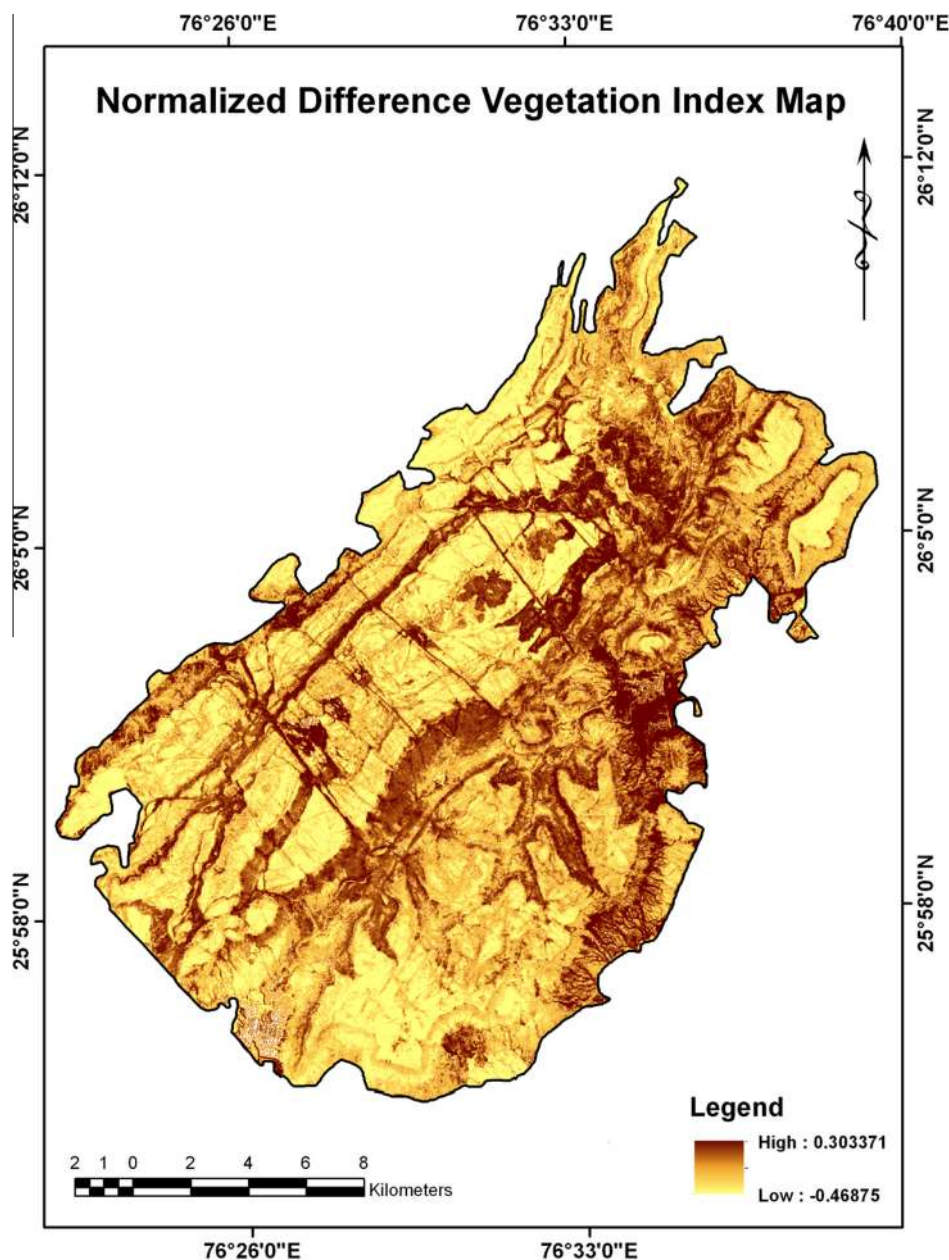 76°26'0"E 76°33'0"E 76°40'0"E
Normalized Difference Vegetation Index Map
26°12'0"N 26°12'0"N
26°5'0"N 26°5'0"N
25°58'0"N 25°58'0"N
Legend
High : 0.303371
Low : -0.46875
2 1 0 2 4 6 8
Kilometers
76°26'0"E 76°33'0"E